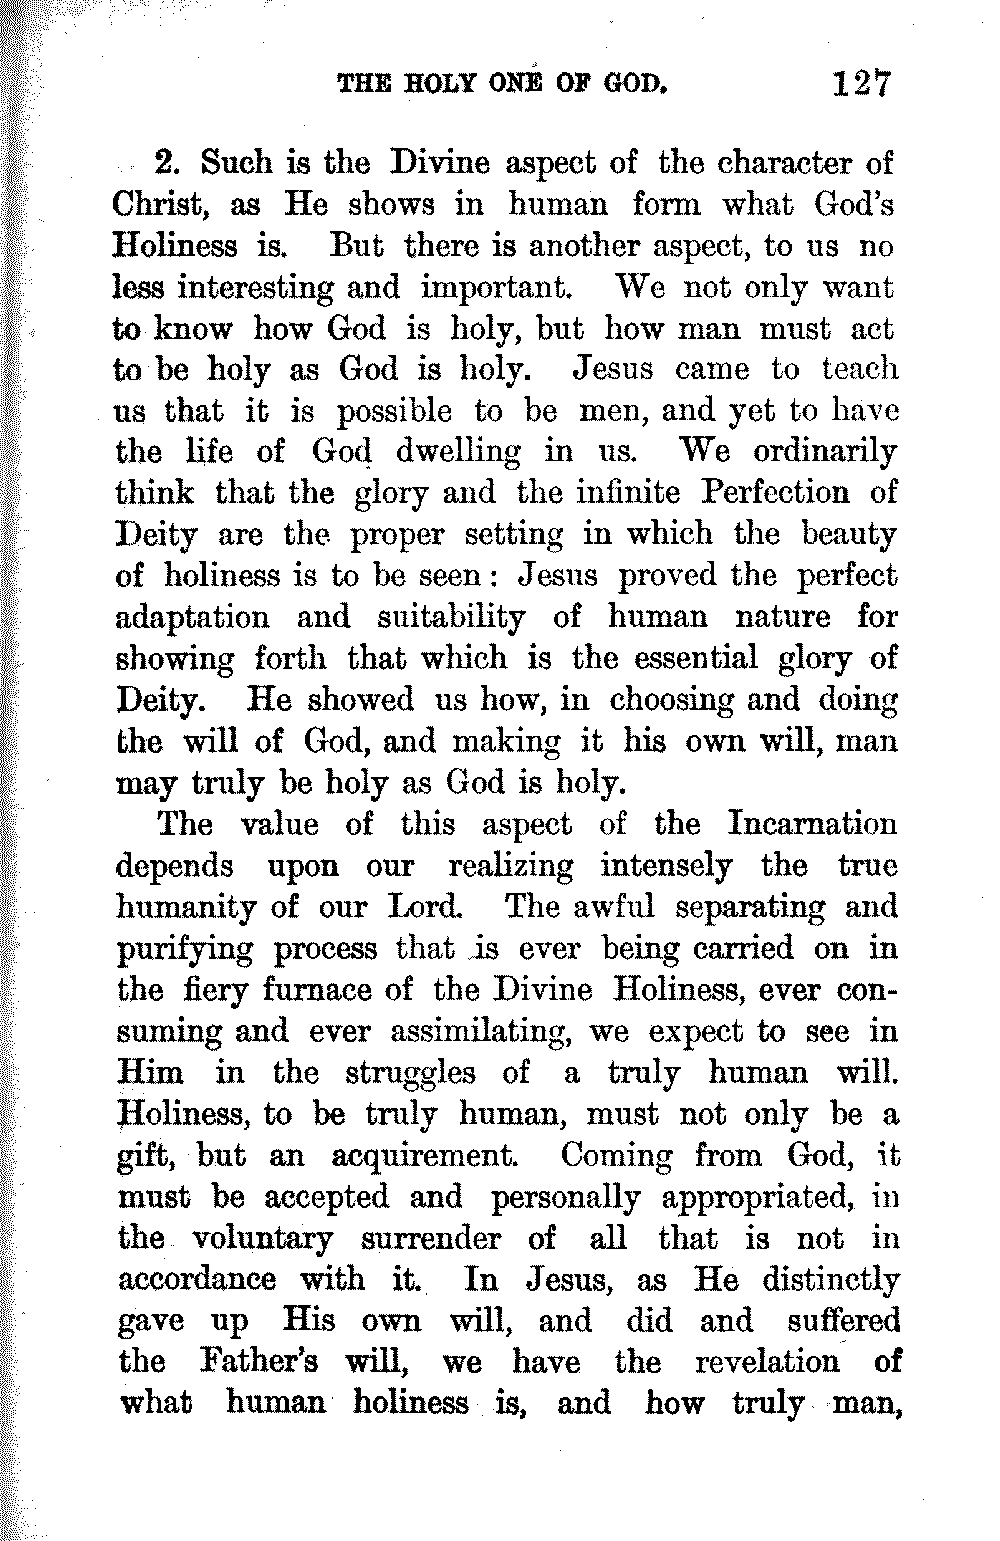 THE HOLY ONE OF GOD. 127
2. Such is the Divine aspect of the character of
Christ, as He shows in human form what God's
Holiness is. But there is another aspect, to us no
less interesting and important. We not only want
to know how God is holy, but how man must act
to be holy as God is holy. Jesus came to teach
us that it is possible to be men, and yet to have
the life of God dwelling in us. We ordinarily
think that the glory and the infinite Perfection of
Deity are the proper setting in which the beauty
of holiness is to be seen: Jesus proved the perfect
adaptation and suitability of human nature for
showing forth that which is the essential glory of
Deity. He showed us how, in choosing and doing
the will of God, and making it his own will, man
may truly be holy as God is holy.
The value of this aspect of the Incarnation
depends upon our realizing intensely the true
humanity of our Lord. The awful separating and
purifying process that is ever being carried on in
the fiery furnace of the Divine Holiness, ever con-
suming and ever assimilating, we expect to see in
Him in the struggles of a truly human will.
Holiness, to be truly human, must not only be a
gift, but an acquirement. Coming from God, it
must be accepted and personally appropriated, in
the voluntary surrender of all that is not in
accordance with it. In Jesus, as He distinctly
gave up His own will, and did and suffered
the Father's will, we have the revelation of
what human holiness is, and how truly man,